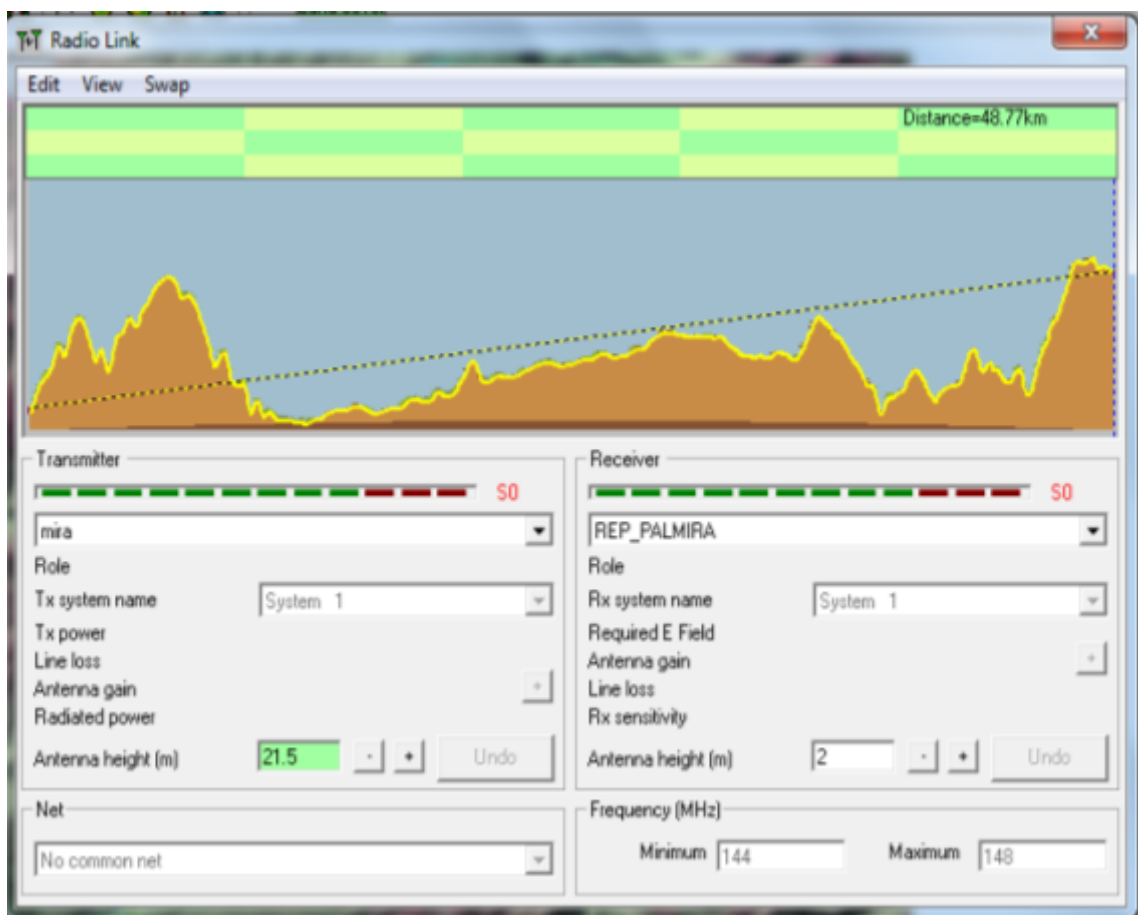 Radio Link
Edit View Swap
Distance=48.77km
Transmitter
S0
mira
Role
Tx system name System 1
Tx power
Line loss
Antenna gain +
Radiated power
Antenna height (m) 21.5 - + Undo
Net
No common net
Receiver
S0
REP_PALMIRA
Role
Rx system name System 1
Required E Field
Antenna gain +
Line loss
Rx sensitivity
Antenna height (m) 2 - + Undo
Frequency (MHz)
Minimum 144 Maximum 148